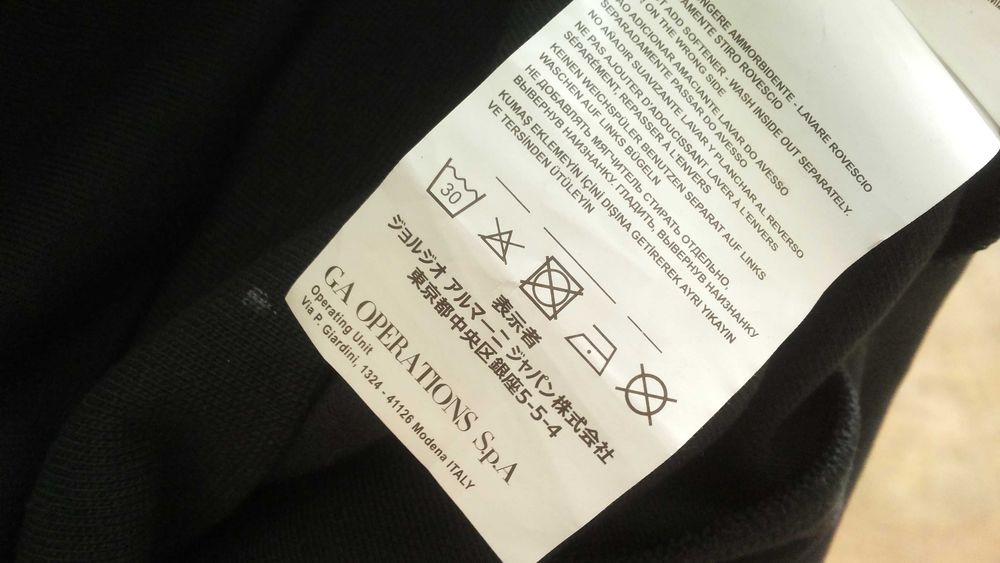 NGERE AMMORBIDENTE - LAVARE ROVESCIO
AMENTE STIRO ROVESCIO
ADD SOFTENER - WASH INSIDE OUT SEPARATELY.
ON THE WRONG SIDE
ADICIONAR AMACIANTE LAVAR DO AVESSO
SEPARADAMENTE PASSAR DO AVESSO
NO AÑADIR SUAVIZANTE LAVAR Y PLANCHAR AL REVERSO
NE PAS AJOUTER D'ADOUCISSANT, LAVER A L'ENVERS
SÉPARÉMENT, REPASSER À L'ENVERS
KEINEN WEICHSPÜLER BENUTZEN SEPARAT AUF LINKS
WASCHEN AUF LINKS BÜGELN
НЕ ДОБАВЛЯТЬ МЯГЧИТЕЛЬ СТИРАТЬ ОТДЕЛЬНО,
ВЫВЕРНУВ НАИЗНАНКУ. ГЛАДИТЬ, ВЫВЕРНУВ НАИЗНАНКУ
KUMAŞ EKLEMEYIN İÇİNİ DIŞINA GETİREREK AYRI YIKAYIN
VE TERSİNDEN ÜTÜLEYİN
30
表示者
ジョルジオ アルマーニ ジャパン株式会社
東京都中央区銀座5-5-4
GA OPERATIONS S.p.A
Operating Unit
Via P. Giardini, 1324 - 41126 Modena ITALY